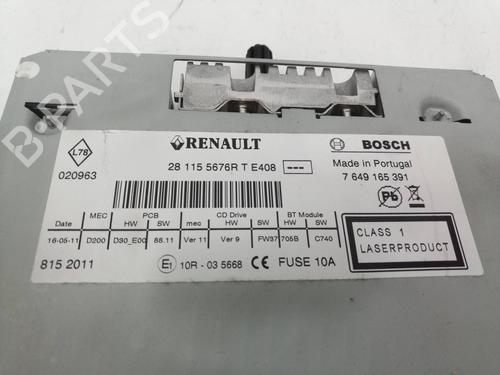 B-PARTS
L78
020963
RENAULT
28 115 5676R T E408
BOSCH
Made in Portugal
7 649 165 391
Pb
MEC PCB CD Drive BT Module
Date HW SW mec HW SW HW SW
16-05-11 D200 D30_E00 88.11 Ver 11 Ver 9 FW37 705B C740
815 2011
E1 10R - 03 5668 CE FUSE 10A
CLASS 1
LASERPRODUCT